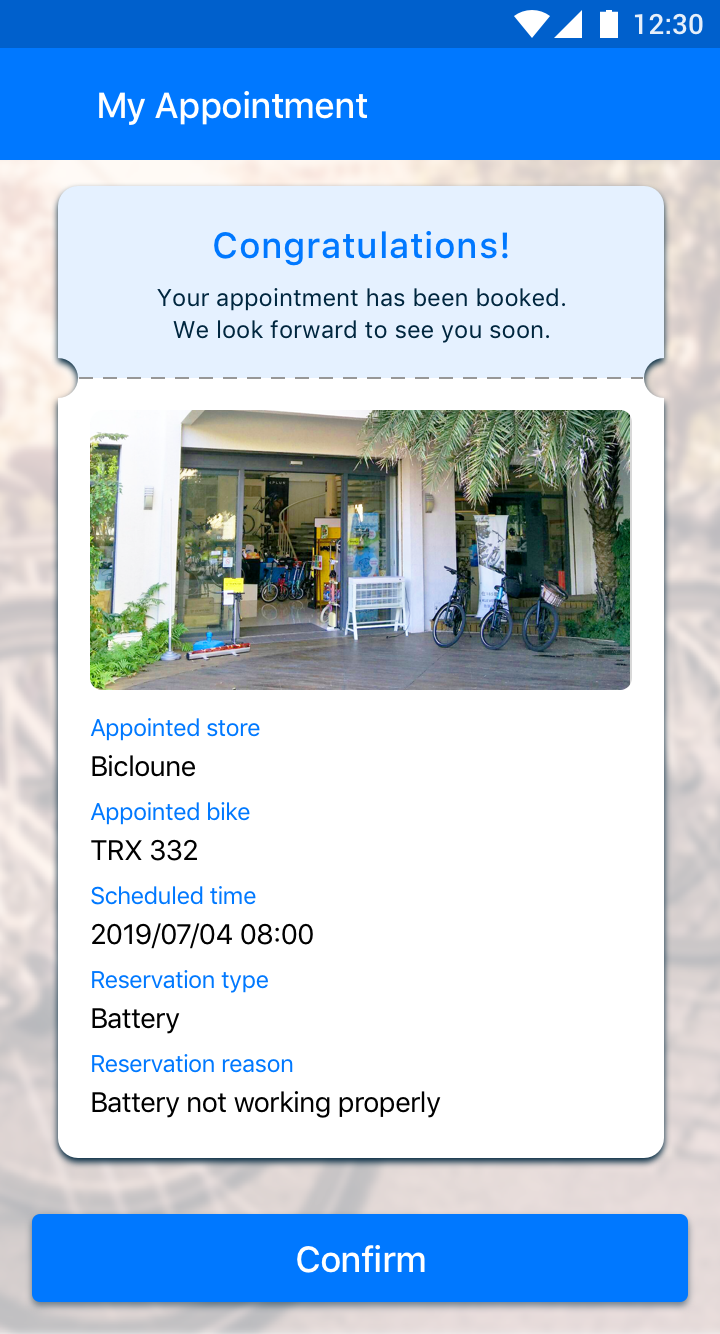 12:30
My Appointment
Congratulations!
Your appointment has been booked.
We look forward to see you soon.
Appointed store
Bicloune
Appointed bike
TRX 332
Scheduled time
2019/07/04 08:00
Reservation type
Battery
Reservation reason
Battery not working properly
Confirm